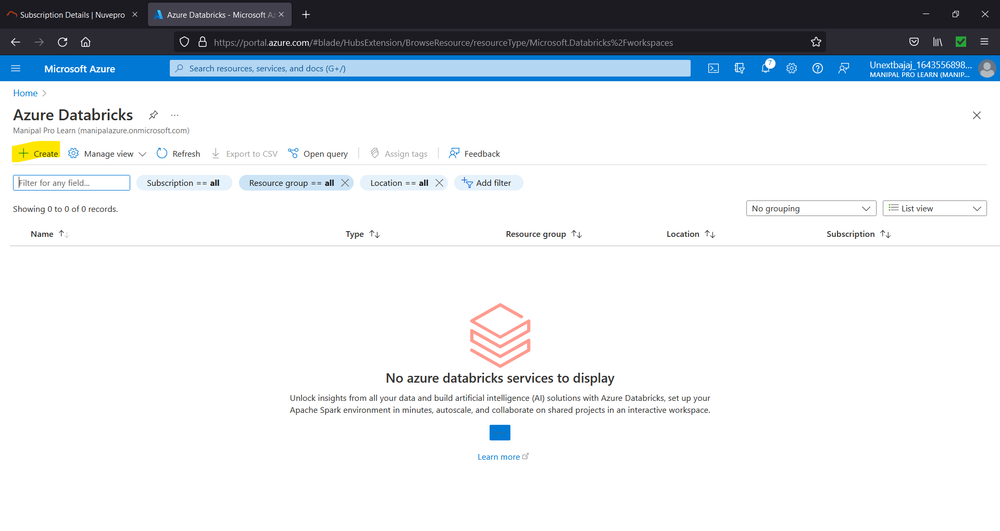 Subscription Details | Nuvepro
Azure Databricks - Microsoft Az
https://portal.azure.com/#blade/HubsExtension/BrowseResource/resourceType/Microsoft.Databricks%2Fworkspaces
Microsoft Azure
Search resources, services, and docs (G+/)
7
Unextbajaj_1643556898...
MANIPAL PRO LEARN (MANIP...
Home
Azure Databricks
...
Manipal Pro Learn (manipalazure.onmicrosoft.com)
Create
Manage view
Refresh
Export to CSV
Open query
Assign tags
Feedback
Filter for any field...
Subscription == all
Resource group == all
Location == all
Add filter
Showing 0 to 0 of 0 records.
No grouping
List view
Name
Type
Resource group
Location
Subscription
No azure databricks services to display
Unlock insights from all your data and build artificial intelligence (AI) solutions with Azure Databricks, set up your
Apache Spark environment in minutes, autoscale, and collaborate on shared projects in an interactive workspace.
Learn more